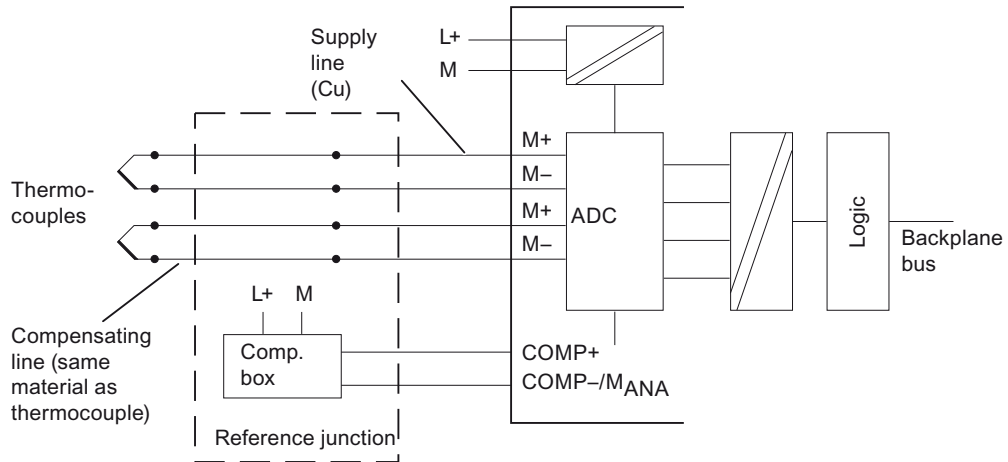 Supply
line
(Cu)
L+
M
M+
M–
M+
M–
Thermo-
couples
ADC
Logic
Backplane
bus
L+ M
Compensating
line (same
material as
thermocouple)
Comp.
box
COMP+
COMP–/MANA
Reference junction